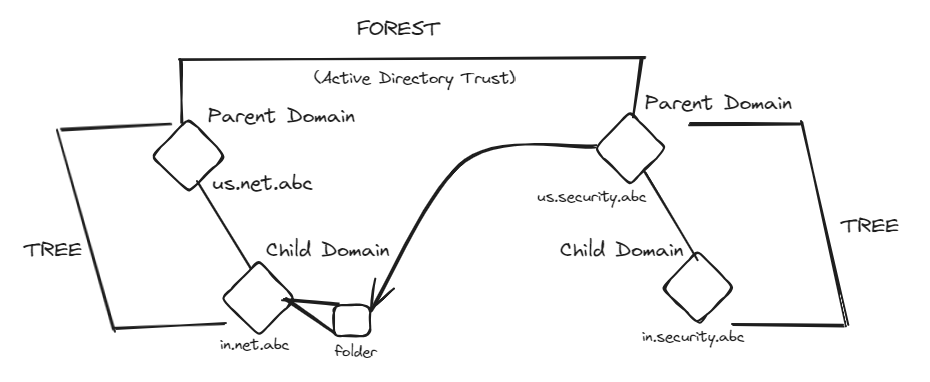 FOREST
(Active Directory Trust)
Parent Domain
Parent Domain
us.net.abc
us.security.abc
TREE
TREE
Child Domain
Child Domain
in.net.abc
folder
in.security.abc